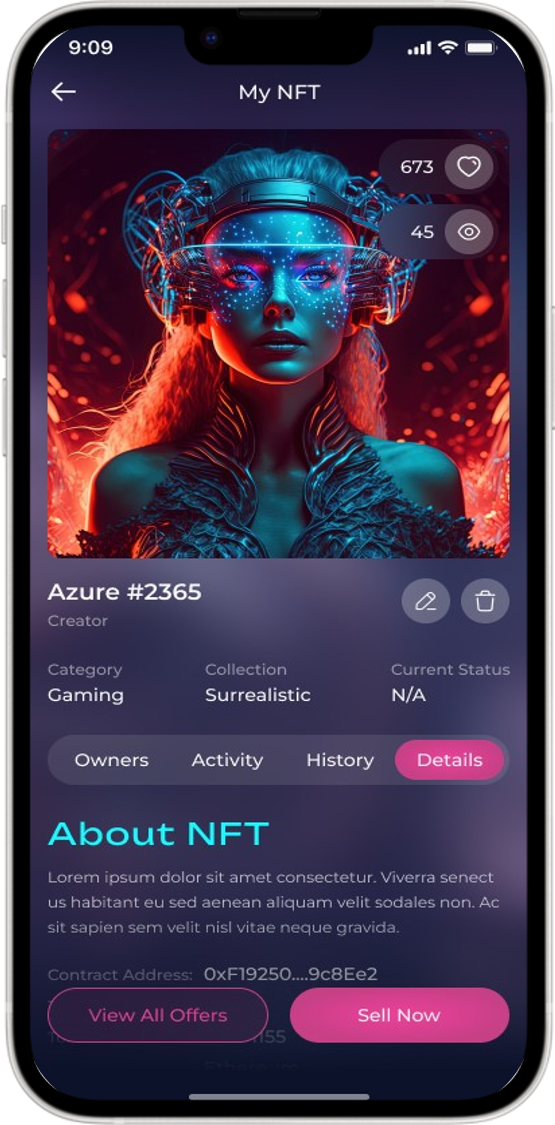 9:09
My NFT
673
45
Azure #2365
Creator
Category Collection Current Status
Gaming Surrealistic N/A
Owners Activity History Details
About NFT
Lorem ipsum dolor sit amet consectetur. Viverra senect
us habitant eu sed aenean aliquam velit sodales non. Ac
sit sapien sem velit nisl vitae neque gravida.
Contract Address: 0xF19250....9c8Ee2
View All Offers Sell Now
Ethereum